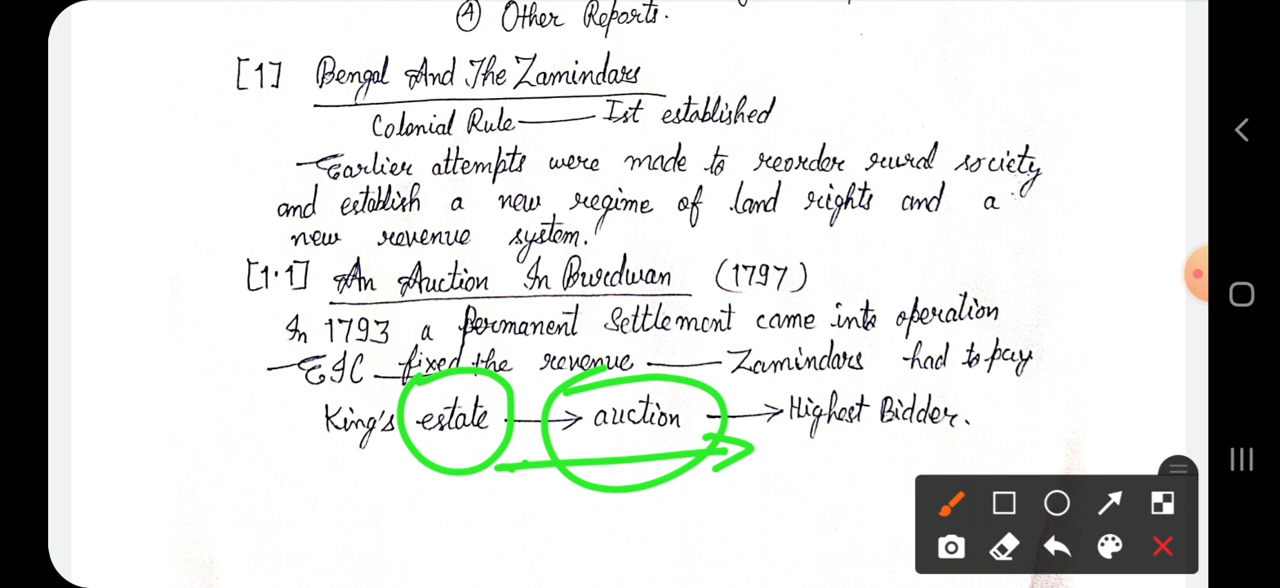 ④ Other Reports.
[1] Bengal And The Zamindars
Colonial Rule — Ist established
— Earlier attempts were made to reorder rural society
and establish a new regime of land rights and a
new revenue system.
[1.1] An Auction In Burdwan (1797)
In 1793 a Permanent Settlement came into operation
— EIC fixed the revenue — Zamindars had to pay
King's estate → auction → Highest Bidder.